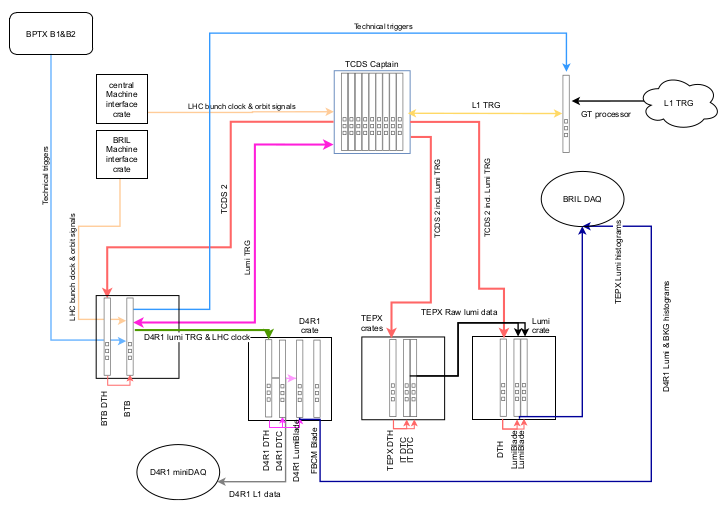 Technical triggers
BPTX B1&B2
TCDS Captain
central
Machine
interface
crate
LHC bunch clock & orbit signals
L1 TRG
L1 TRG
GT processor
BRIL
Machine
interface
crate
Technical triggers
LHC bunch clock & orbit signals
TCDS 2
Lumi TRG
TCDS 2 incl. Lumi TRG
TCDS 2 incl. Lumi TRG
BRIL DAQ
TEPX Lumi histograms
D4R1 Lumi & BKG histograms
D4R1 lumi TRG & LHC clock
D4R1
crate
TEPX
crates
TEPX Raw lumi data
Lumi
crate
BTB DTH
BTB
D4R1 DTH
D4R1 DTC
D4R1 LumiBlade
FBCM Blade
TEPX DTH
IT DTC
IT DTC
DTH
LumiBlade
LumiBlade
D4R1 miniDAQ
D4R1 L1 data